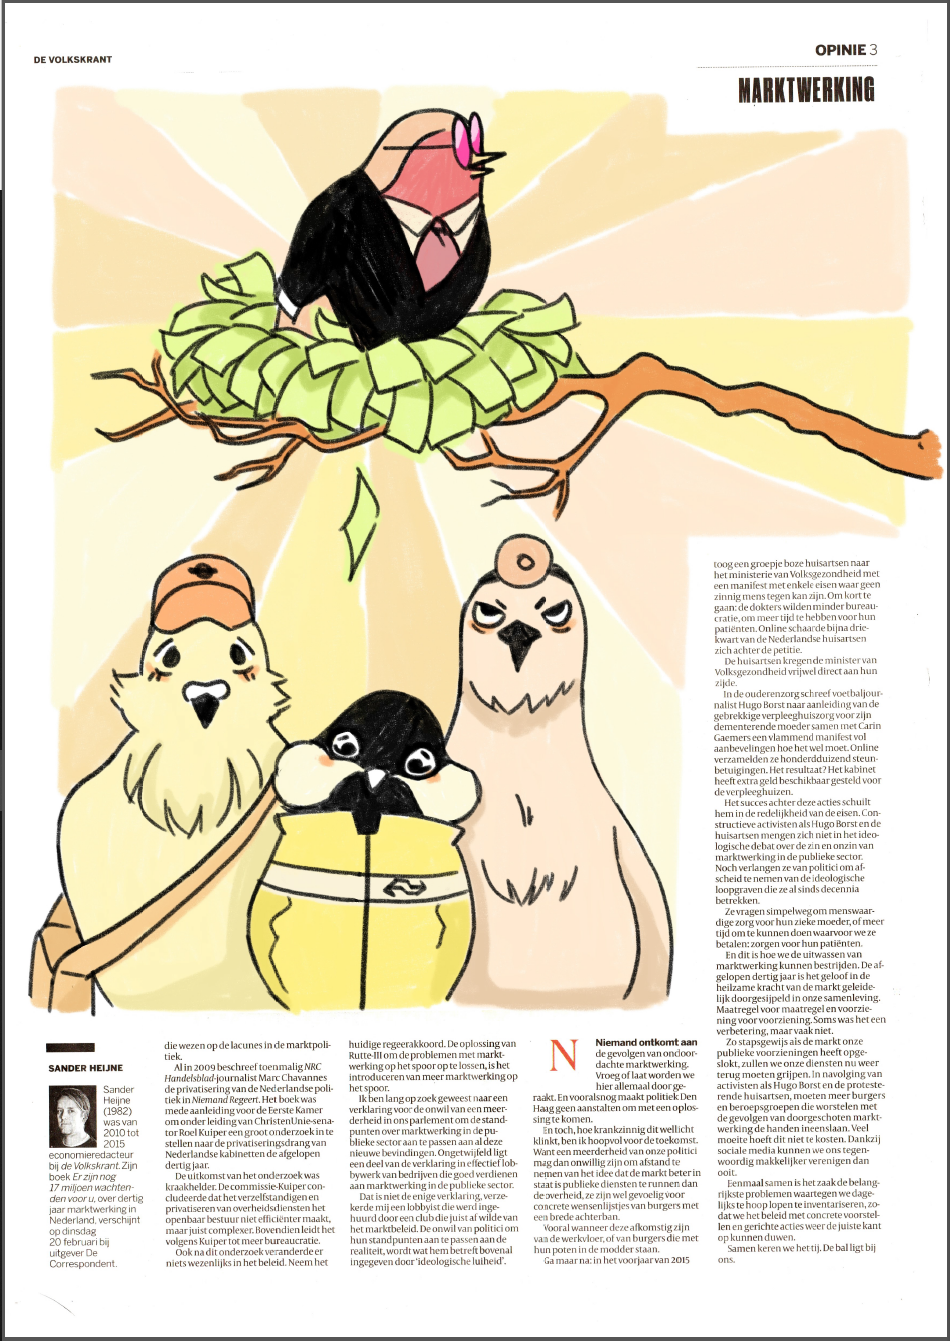 DE VOLKSKRANT
OPINIE 3
MARKTWERKING
SANDER HEIJNE
Sander
Heijne
(1982)
was van
2010 tot
2015
economieredacteur
bij de Volkskrant. Zijn
boek Er zijn nog
17 miljoen wachten-
den voor u, over dertig
jaar marktwerking in
Nederland, verschijnt
op dinsdag
20 februari bij
uitgever De
Correspondent.
die wezen op de lacunes in de marktpoli-
tiek.
Al in 2009 beschreef toenmalig NRC
Handelsblad-journalist Marc Chavannes
de privatisering van de Nederlandse poli-
tiek in Niemand Regeert. Het boek was
mede aanleiding voor de Eerste Kamer
om onder leiding van ChristenUnie-sena-
tor Roel Kuiper een groot onderzoek in te
stellen naar de privatiseringsdrang van
Nederlandse kabinetten de afgelopen
dertig jaar.
De uitkomst van het onderzoek was
kraakhelder. De commissie-Kuiper con-
cludeerde dat het verzelfstandigen en
privatiseren van overheidsdiensten het
openbaar bestuur niet efficiënter maakt,
maar juist complexer. Bovendien leidt het
volgens Kuiper tot meer bureaucratie.
Ook na dit onderzoek veranderde er
niets wezenlijks in het beleid. Neem het
huidige regeerakkoord. De oplossing van
Rutte-III om de problemen met markt-
werking op het spoor op te lossen, is het
introduceren van meer marktwerking op
het spoor.
Ik ben lang op zoek geweest naar een
verklaring voor de onwil van een meer-
derheid in ons parlement om de stand-
punten over marktwerking in de pu-
blieke sector aan te passen aan al deze
nieuwe bevindingen. Ongetwijfeld ligt
een deel van de verklaring in effectief lob-
bywerk van bedrijven die goed verdienen
aan marktwerking in de publieke sector.
Dat is niet de enige verklaring, verze-
kerde mij een lobbyist die werd inge-
huurd door een club die juist af wilde van
het marktbeleid. De onwil van politici om
hun standpunten aan te passen aan de
realiteit, wordt wat hem betreft bovenal
ingegeven door 'ideologische luiheid'.
Niemand ontkomt aan
de gevolgen van ondoor-
dachte marktwerking.
Vroeg of laat worden we
hier allemaal door ge-
raakt. En vooralsnog maakt politiek Den
Haag geen aanstalten om met een oplos-
sing te komen.
En toch, hoe krankzinnig dit wellicht
klinkt, ben ik hoopvol voor de toekomst.
Want een meerderheid van onze politici
mag dan onwillig zijn om afstand te
nemen van het idee dat de markt beter in
staat is publieke diensten te runnen dan
de overheid, ze zijn wel gevoelig voor
concrete wensenlijstjes van burgers met
een brede achterban.
Vooral wanneer deze afkomstig zijn
van de werkvloer, of van burgers die met
hun poten in de modder staan.
Ga maar na: in het voorjaar van 2015
toog een groepje boze huisartsen naar
het ministerie van Volksgezondheid met
een manifest met enkele eisen waar geen
zinnig mens tegen kan zijn. Om kort te
gaan: de dokters wilden minder bureau-
cratie, om meer tijd te hebben voor hun
patiënten. Online schaarde bijna drie-
kwart van de Nederlandse huisartsen
zich achter de petitie.
De huisartsen kregen de minister van
Volksgezondheid vrijwel direct aan hun
zijde.
In de ouderenzorg schreef voetbaljour-
nalist Hugo Borst naar aanleiding van de
gebrekkige verpleeghuiszorg voor zijn
dementerende moeder samen met Carin
Gaemers een vlammend manifest vol
aanbevelingen hoe het wel moet. Online
verzamelden ze honderdduizend steun-
betuigingen. Het resultaat? Het kabinet
heeft extra geld beschikbaar gesteld voor
de verpleeghuizen.
Het succes achter deze acties schuilt
hem in de redelijkheid van de eisen. Con-
structieve activisten als Hugo Borst en de
huisartsen mengen zich niet in het ideo-
logische debat over de zin en onzin van
marktwerking in de publieke sector.
Noch verlangen ze van politici om af-
scheid te nemen van de ideologische
loopgraven die ze al sinds decennia
betrekken.
Ze vragen simpelweg om menswaar-
dige zorg voor hun zieke moeder, of meer
tijd om te kunnen doen waarvoor we ze
betalen: zorgen voor hun patiënten.
En dit is hoe we de uitwassen van
marktwerking kunnen bestrijden. De af-
gelopen dertig jaar is het geloof in de
heilzame kracht van de markt geleide-
lijk doorgesijpeld in onze samenleving.
Maatregel voor maatregel en voorzie-
ning voor voorziening. Soms was het een
verbetering, maar vaak niet.
Zo stapsgewijs als de markt onze
publieke voorzieningen heeft opge-
slokt, zullen we onze diensten nu weer
terug moeten grijpen. In navolging van
activisten als Hugo Borst en de proteste-
rende huisartsen, moeten meer burgers
en beroepsgroepen die worstelen met
de gevolgen van doorgeschoten markt-
werking de handen ineenslaan. Veel
moeite hoeft dit niet te kosten. Dankzij
sociale media kunnen we ons tegen-
woordig makkelijker verenigen dan
ooit.
Eenmaal samen is het zaak de belang-
rijkste problemen waartegen we dage-
lijks te hoop lopen te inventariseren, zo-
dat we het beleid met concrete voorstel-
len en gerichte acties weer de juiste kant
op kunnen duwen.
Samen keren we het tij. De bal ligt bij
ons.